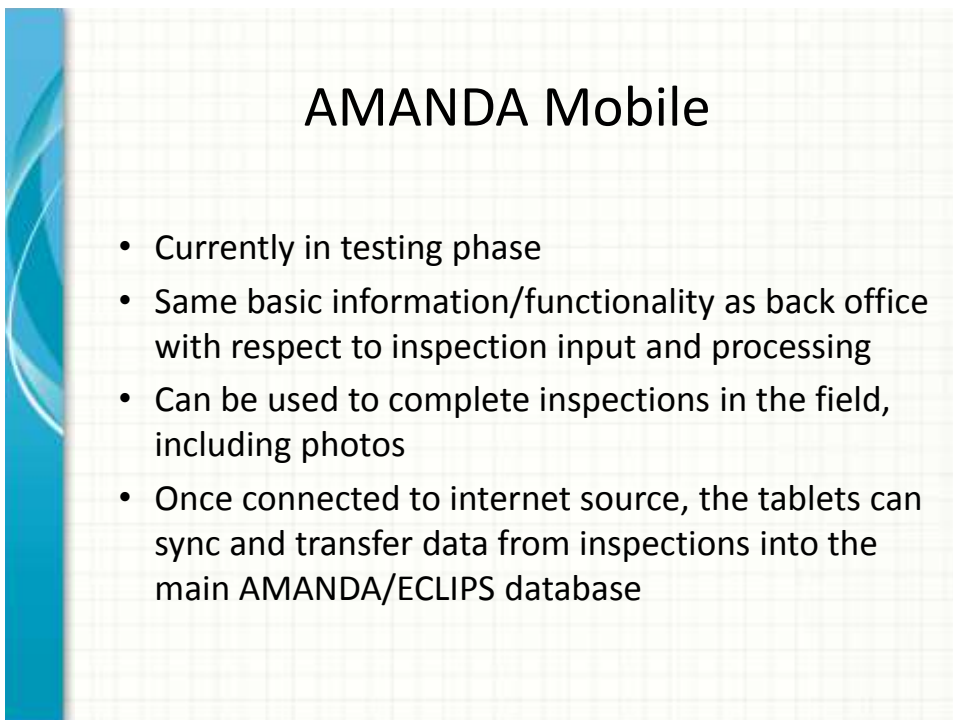 AMANDA Mobile
• Currently in testing phase
• Same basic information/functionality as back office
with respect to inspection input and processing
• Can be used to complete inspections in the field,
including photos
• Once connected to internet source, the tablets can
sync and transfer data from inspections into the
main AMANDA/ECLIPS database